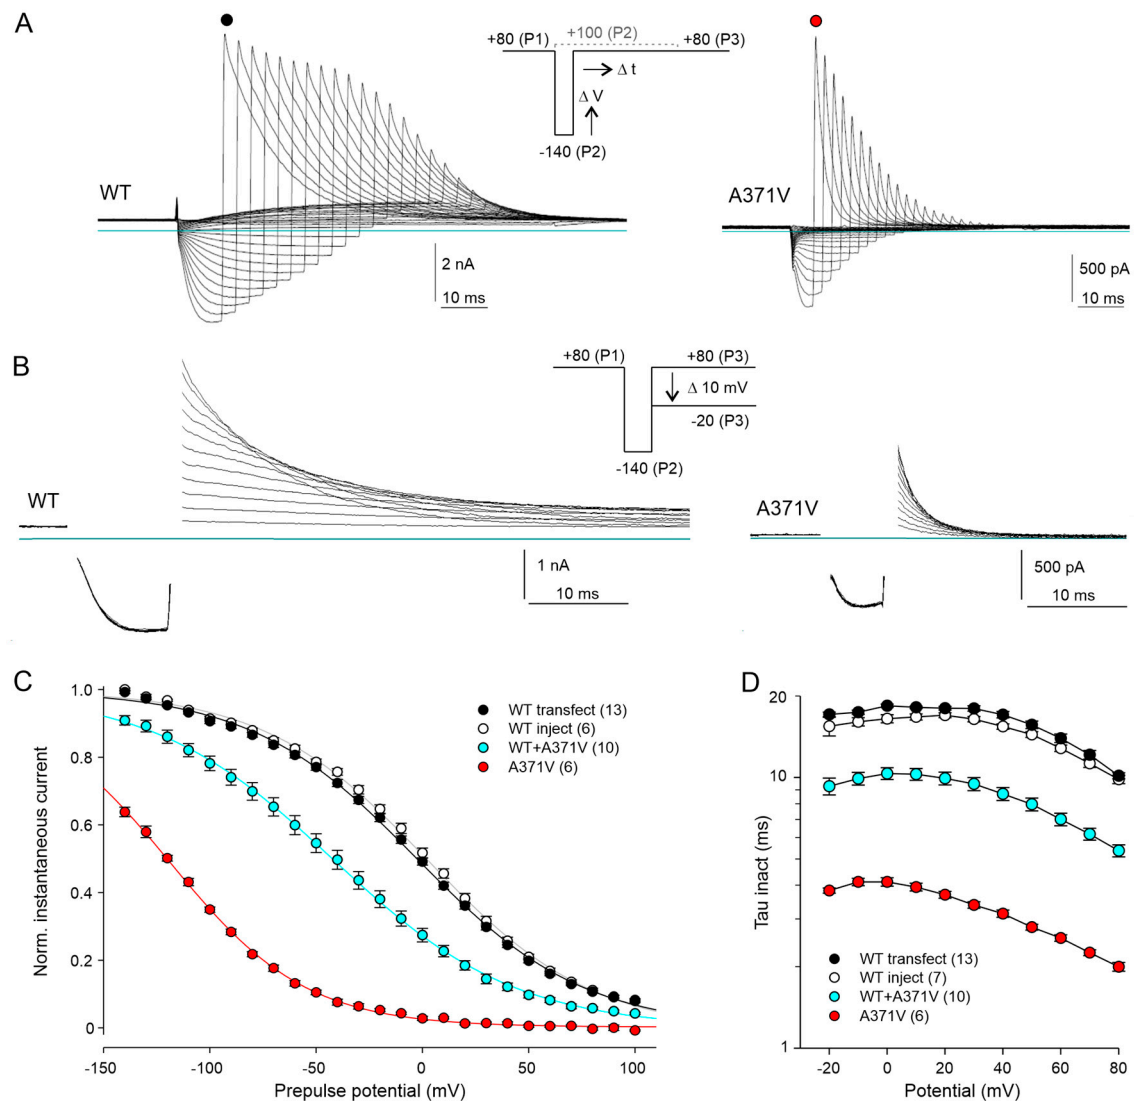 A
+100 (P2)
+80 (P1)
+80 (P3)
Δ t
Δ V
-140 (P2)
WT
2 nA
10 ms
A371V
500 pA
10 ms
B
+80 (P1)
+80 (P3)
Δ 10 mV
-20 (P3)
-140 (P2)
WT
1 nA
10 ms
A371V
500 pA
10 ms
C
Norm. instantaneous current
1.0
0.8
0.6
0.4
0.2
0
-150
-100
-50
0
50
100
Prepulse potential (mV)
WT transfect (13)
WT inject (6)
WT+A371V (10)
A371V (6)
D
Tau inact (ms)
20
10
1
-20
0
20
40
60
80
Potential (mV)
WT transfect (13)
WT inject (7)
WT+A371V (10)
A371V (6)